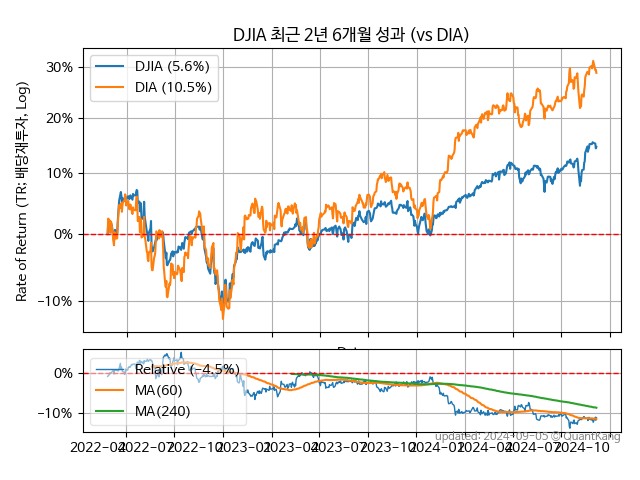 DJIA 최근 2년 6개월 성과 (vs DIA)
Rate of Return (TR: 배당재투자, Log)
DJIA (5.6%)
DIA (10.5%)
30%
20%
10%
0%
−10%
Relative (−4.5%)
MA(60)
MA(240)
0%
−10%
2022-04 2022-07 2022-10 2023-01 2023-04 2023-07 2023-10 2024-01 2024-04 2024-07 2024-10
updated: 2024-09-05 © QuantKang